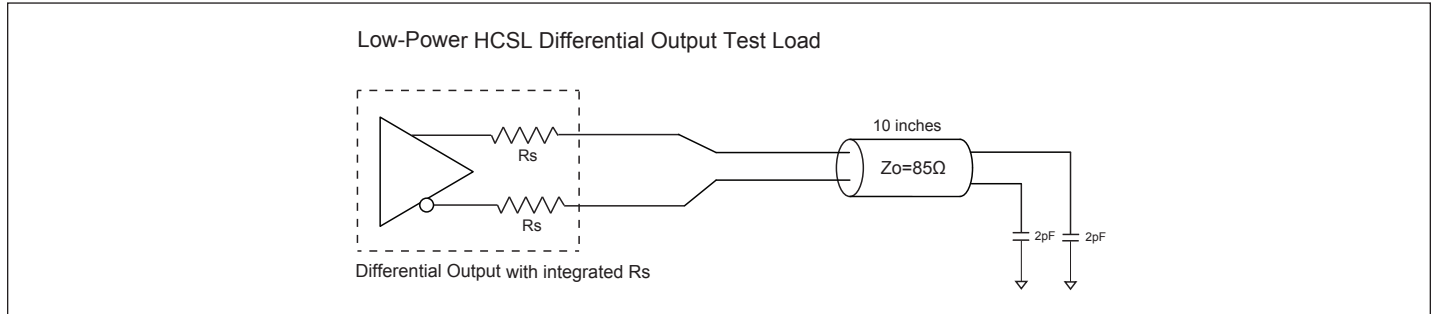 Low-Power HCSL Differential Output Test Load
10 inches
Rs
Zo=85Ω
Rs
2pF 2pF
Differential Output with integrated Rs